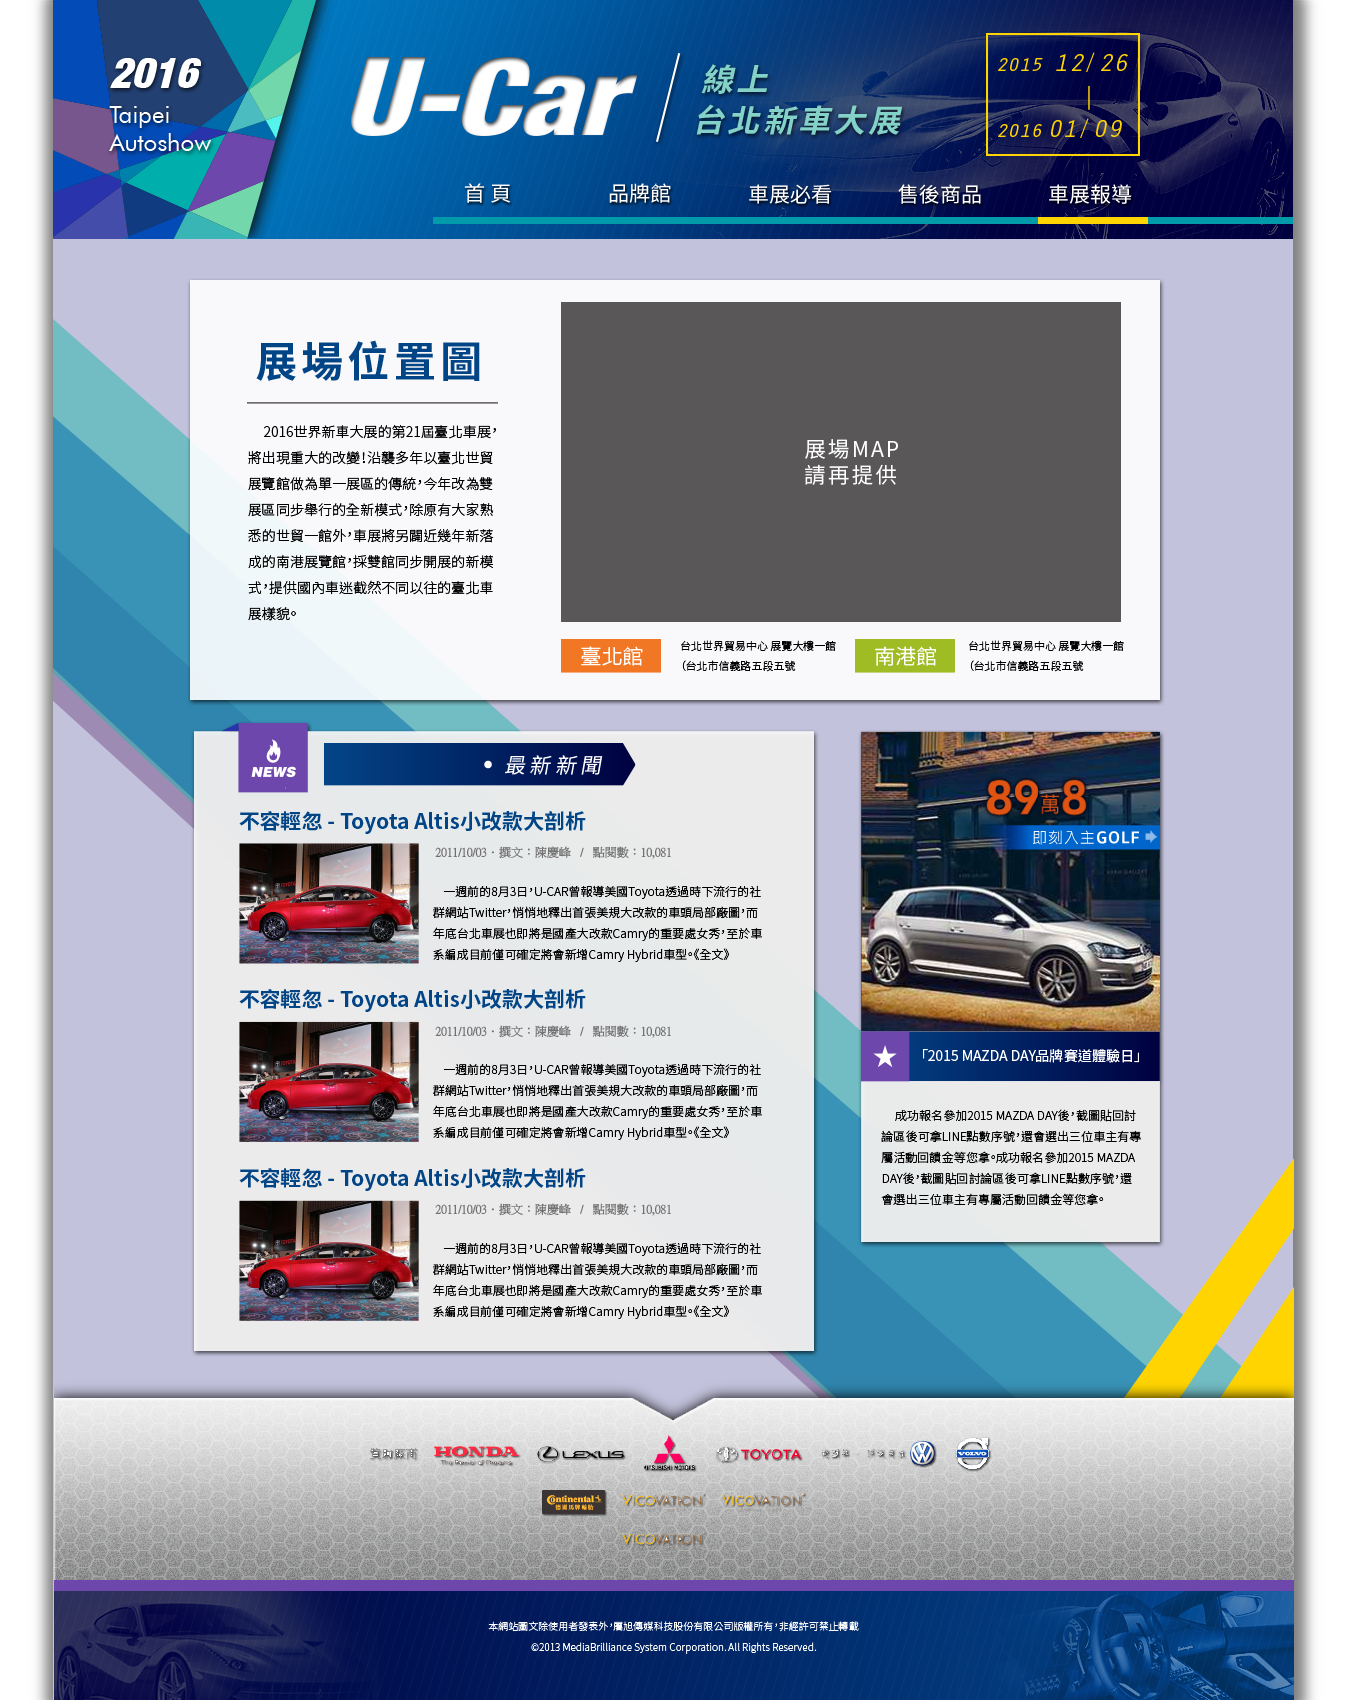 2016
Taipei
Autoshow
U-Car
線上
台北新車大展
2015 12/26
2016 01/09
首頁
品牌館
車展必看
售後商品
車展報導
展場位置圖
2016世界新車大展的第21屆臺北車展，
將出現重大的改變！沿襲多年以臺北世貿
展覽館做為單一展區的傳統，今年改為雙
展區同步舉行的全新模式，除原有大家熟
悉的世貿一館外，車展將另闢近幾年新落
成的南港展覽館，採雙館同步開展的新模
式，提供國內車迷截然不同以往的臺北車
展樣貌。
展場MAP
請再提供
臺北館
台北世界貿易中心 展覽大樓一館
（台北市信義路五段五號
南港館
台北世界貿易中心 展覽大樓一館
（台北市信義路五段五號
NEWS
• 最新新聞
不容輕忽 - Toyota Altis小改款大剖析
2011/10/03・撰文：陳慶峰 / 點閱數：10,081
一週前的8月3日，U-CAR曾報導美國Toyota透過時下流行的社
群網站Twitter，悄悄地釋出首張美規大改款的車頭局部廠圖，而
年底台北車展也即將是國產大改款Camry的重要處女秀，至於車
系編成目前僅可確定將會新增Camry Hybrid車型。《全文》
不容輕忽 - Toyota Altis小改款大剖析
2011/10/03・撰文：陳慶峰 / 點閱數：10,081
一週前的8月3日，U-CAR曾報導美國Toyota透過時下流行的社
群網站Twitter，悄悄地釋出首張美規大改款的車頭局部廠圖，而
年底台北車展也即將是國產大改款Camry的重要處女秀，至於車
系編成目前僅可確定將會新增Camry Hybrid車型。《全文》
不容輕忽 - Toyota Altis小改款大剖析
2011/10/03・撰文：陳慶峰 / 點閱數：10,081
一週前的8月3日，U-CAR曾報導美國Toyota透過時下流行的社
群網站Twitter，悄悄地釋出首張美規大改款的車頭局部廠圖，而
年底台北車展也即將是國產大改款Camry的重要處女秀，至於車
系編成目前僅可確定將會新增Camry Hybrid車型。《全文》
89萬8
即刻入主GOLF
「2015 MAZDA DAY品牌賽道體驗日」
成功報名參加2015 MAZDA DAY後，截圖貼回討
論區後可拿LINE點數序號，還會選出三位車主有專
屬活動回饋金等您拿。成功報名參加2015 MAZDA
DAY後，截圖貼回討論區後可拿LINE點數序號，還
會選出三位車主有專屬活動回饋金等您拿。
贊助廠商
HONDA
The Power of Dreams
LEXUS
MITSUBISHI MOTORS
TOYOTA
VOLVO
Continental
德國馬牌輪胎
VICOVATION
VICOVATION
VICOVATION
本網站圖文除使用者發表外，屬旭傳媒科技股份有限公司版權所有，非經許可禁止轉載
©2013 MediaBrilliance System Corporation. All Rights Reserved.